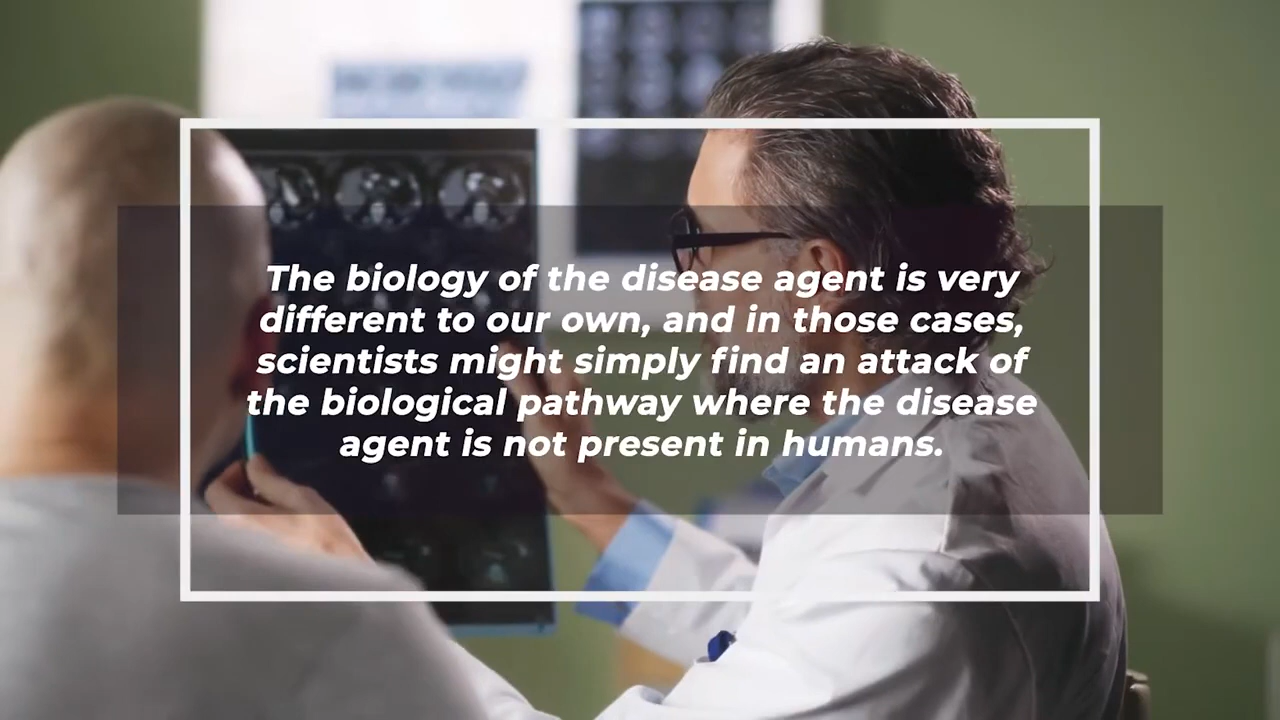 The biology of the disease agent is very
different to our own, and in those cases,
scientists might simply find an attack of
the biological pathway where the disease
agent is not present in humans.